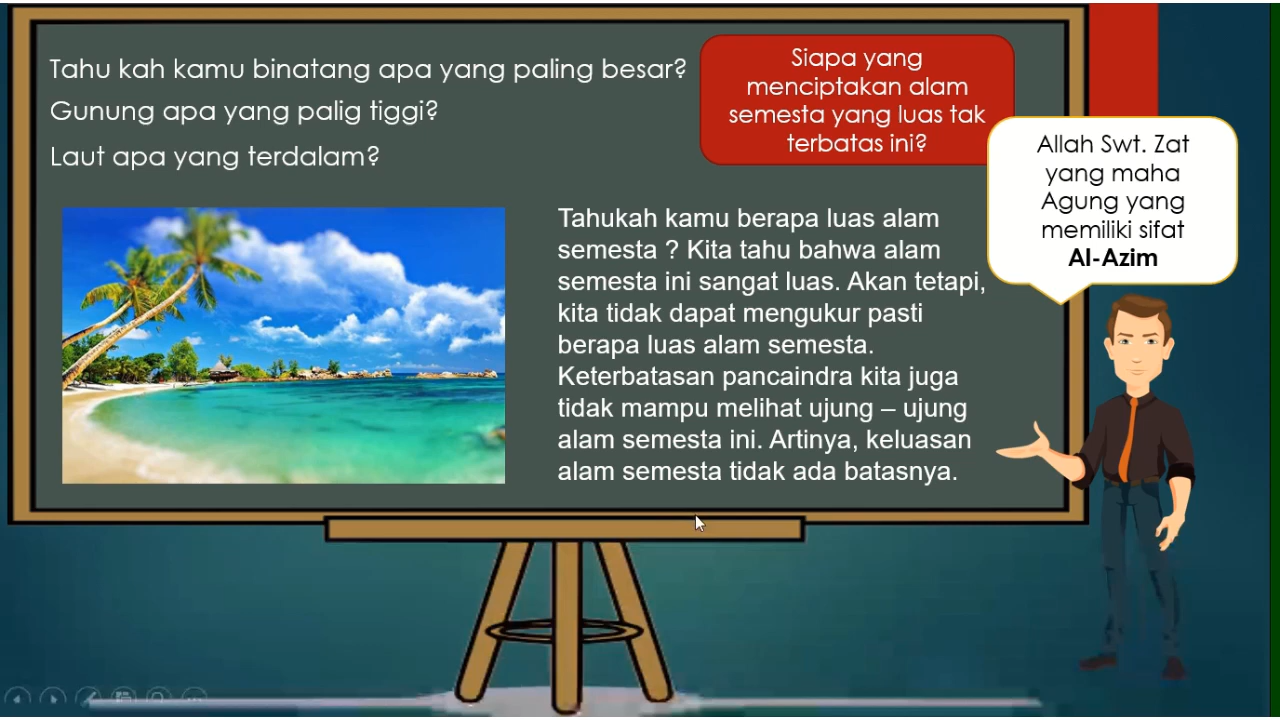 Tahu kah kamu binatang apa yang paling besar?
Gunung apa yang palig tiggi?
Laut apa yang terdalam?
Siapa yang
menciptakan alam
semesta yang luas tak
terbatas ini?
Allah Swt. Zat
yang maha
Agung yang
memiliki sifat
Al-Azim
Tahukah kamu berapa luas alam
semesta ? Kita tahu bahwa alam
semesta ini sangat luas. Akan tetapi,
kita tidak dapat mengukur pasti
berapa luas alam semesta.
Keterbatasan pancaindra kita juga
tidak mampu melihat ujung – ujung
alam semesta ini. Artinya, keluasan
alam semesta tidak ada batasnya.